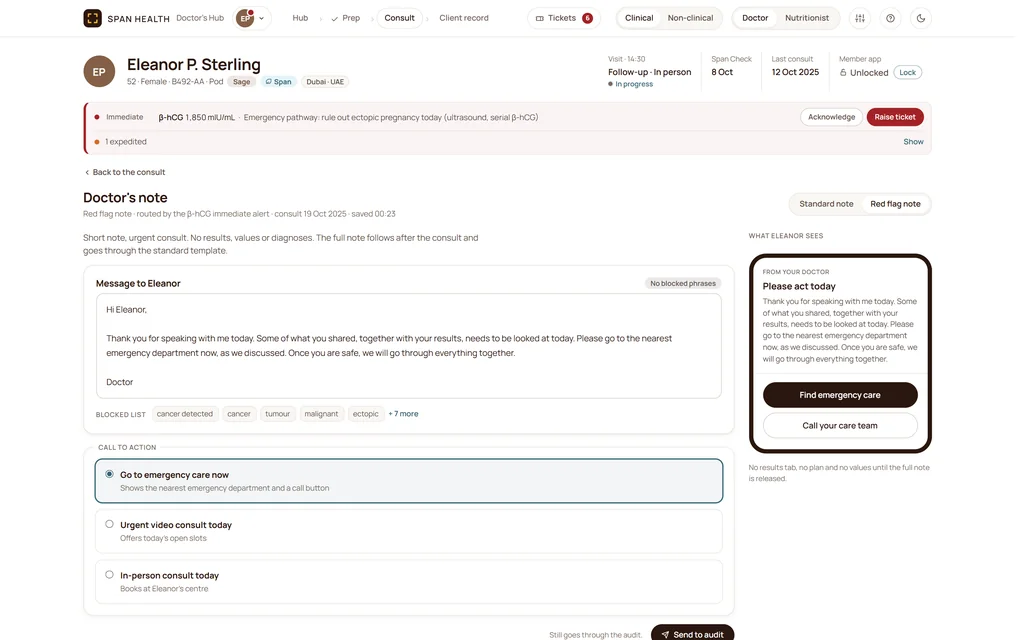 SPAN HEALTH Doctor's Hub EP Hub Prep Consult Client record Tickets 6 Clinical Non-clinical Doctor Nutritionist
EP
Eleanor P. Sterling
52 · Female · B492-AA · Pod Sage Span Dubai · UAE
Visit · 14:30
Follow-up · In person
In progress
Span Check
8 Oct
Last consult
12 Oct 2025
Member app
Unlocked Lock
Immediate β-hCG 1,850 mIU/mL · Emergency pathway: rule out ectopic pregnancy today (ultrasound, serial β-hCG) Acknowledge Raise ticket
1 expedited Show
Back to the consult
Doctor's note
Red flag note · routed by the β-hCG immediate alert · consult 19 Oct 2025 · saved 00:23
Standard note Red flag note
Short note, urgent consult. No results, values or diagnoses. The full note follows after the consult and
goes through the standard template.
Message to Eleanor No blocked phrases
Hi Eleanor,
Thank you for speaking with me today. Some of what you shared, together with your results, needs to be looked at today. Please go to the nearest
emergency department now, as we discussed. Once you are safe, we will go through everything together.
Doctor
BLOCKED LIST cancer detected cancer tumour malignant ectopic + 7 more
CALL TO ACTION
Go to emergency care now
Shows the nearest emergency department and a call button
Urgent video consult today
Offers today's open slots
In-person consult today
Books at Eleanor's centre
Still goes through the audit. Send to audit
WHAT ELEANOR SEES
FROM YOUR DOCTOR
Please act today
Thank you for speaking with me today. Some
of what you shared, together with your
results, needs to be looked at today. Please
go to the nearest emergency department
now, as we discussed. Once you are safe, we
will go through everything together.
Find emergency care
Call your care team
No results tab, no plan and no values until the full note
is released.